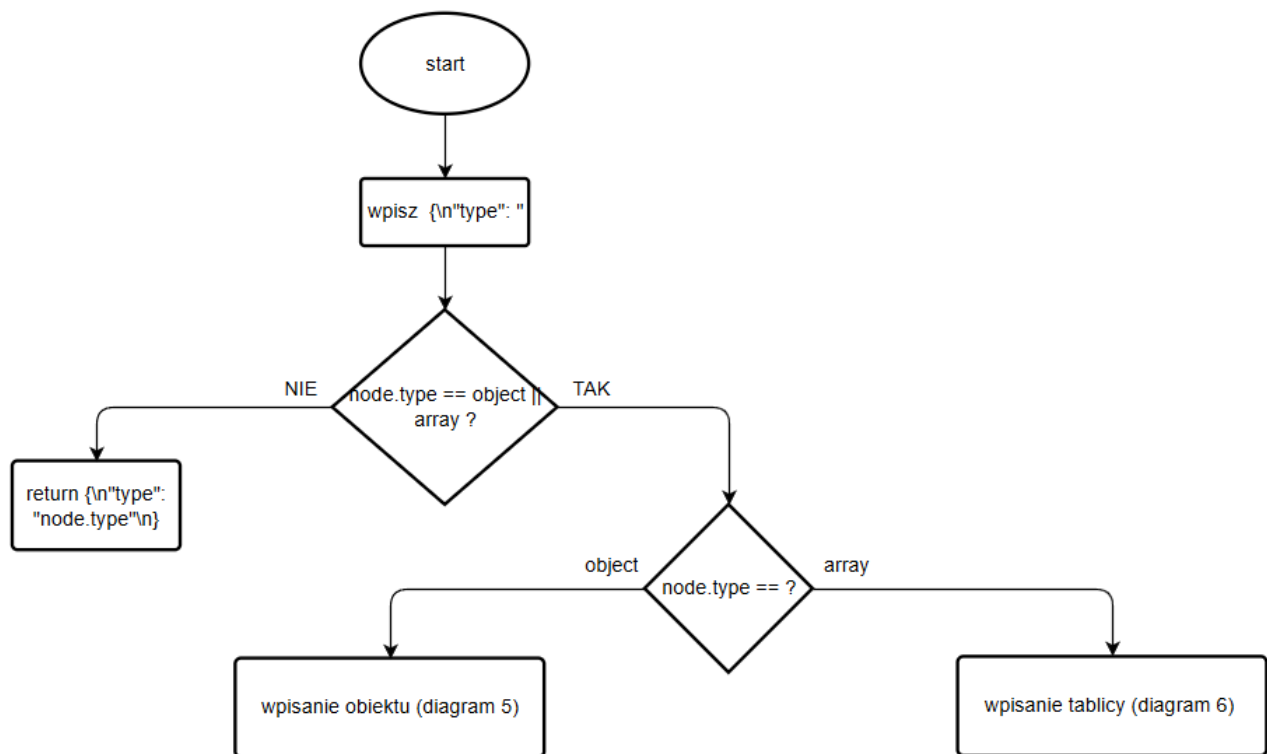 start
wpisz {\n"type": "
NIE
node.type == object ||
array ?
TAK
return {\n"type":
"node.type"\n}
object
node.type == ?
array
wpisanie obiektu (diagram 5)
wpisanie tablicy (diagram 6)